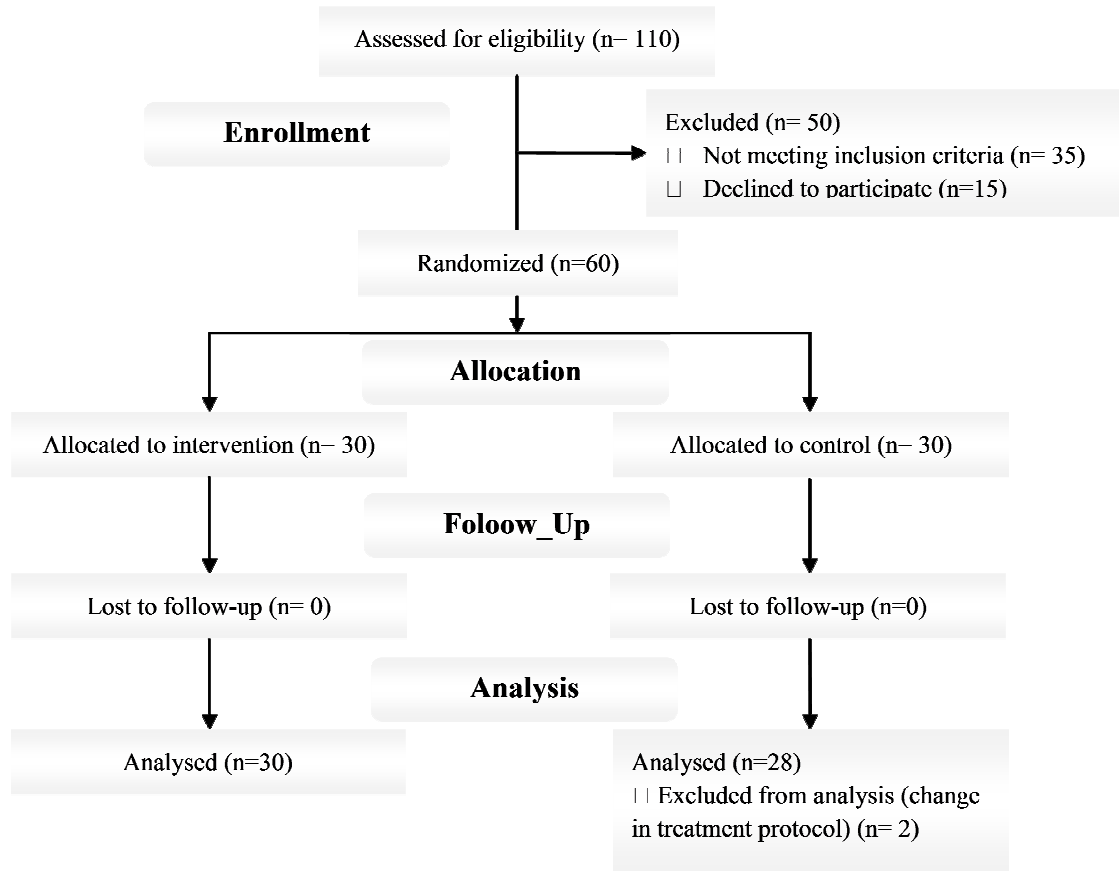 Assessed for eligibility (n– 110)
Enrollment
Excluded (n= 50)
Not meeting inclusion criteria (n= 35)
Declined to participate (n=15)
Randomized (n=60)
Allocation
Allocated to intervention (n– 30)
Allocated to control (n– 30)
Foloow_Up
Lost to follow-up (n= 0)
Lost to follow-up (n=0)
Analysis
Analysed (n=30)
Analysed (n=28)
Excluded from analysis (change
in treatment protocol) (n= 2)